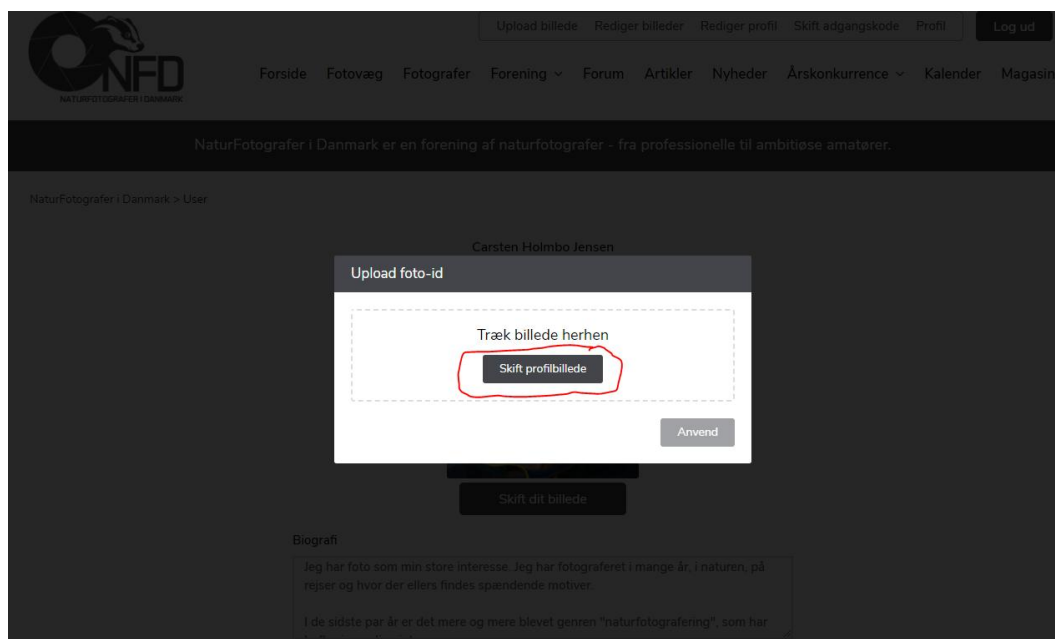 Upload billede Rediger billeder Rediger profil Skift adgangskode Profil Log ud
NFD
NATURFOTOGRAFER I DANMARK
Forside Fotovæg Fotografer Forening Forum Artikler Nyheder Årskonkurrence Kalender Magasin
NaturFotografer i Danmark er en forening af naturfotografer - fra professionelle til ambitiøse amatører.
NaturFotografer i Danmark > User
Carsten Holmbo Jensen
Upload foto-id
Træk billede herhen
Skift profilbillede
Anvend
Skift dit billede
Biografi
Jeg har foto som min store interesse. Jeg har fotograferet i mange år, i naturen, på
rejser og hvor der ellers findes spændende motiver.
I de sidste par år er det mere og mere blevet genren "naturfotografering", som har